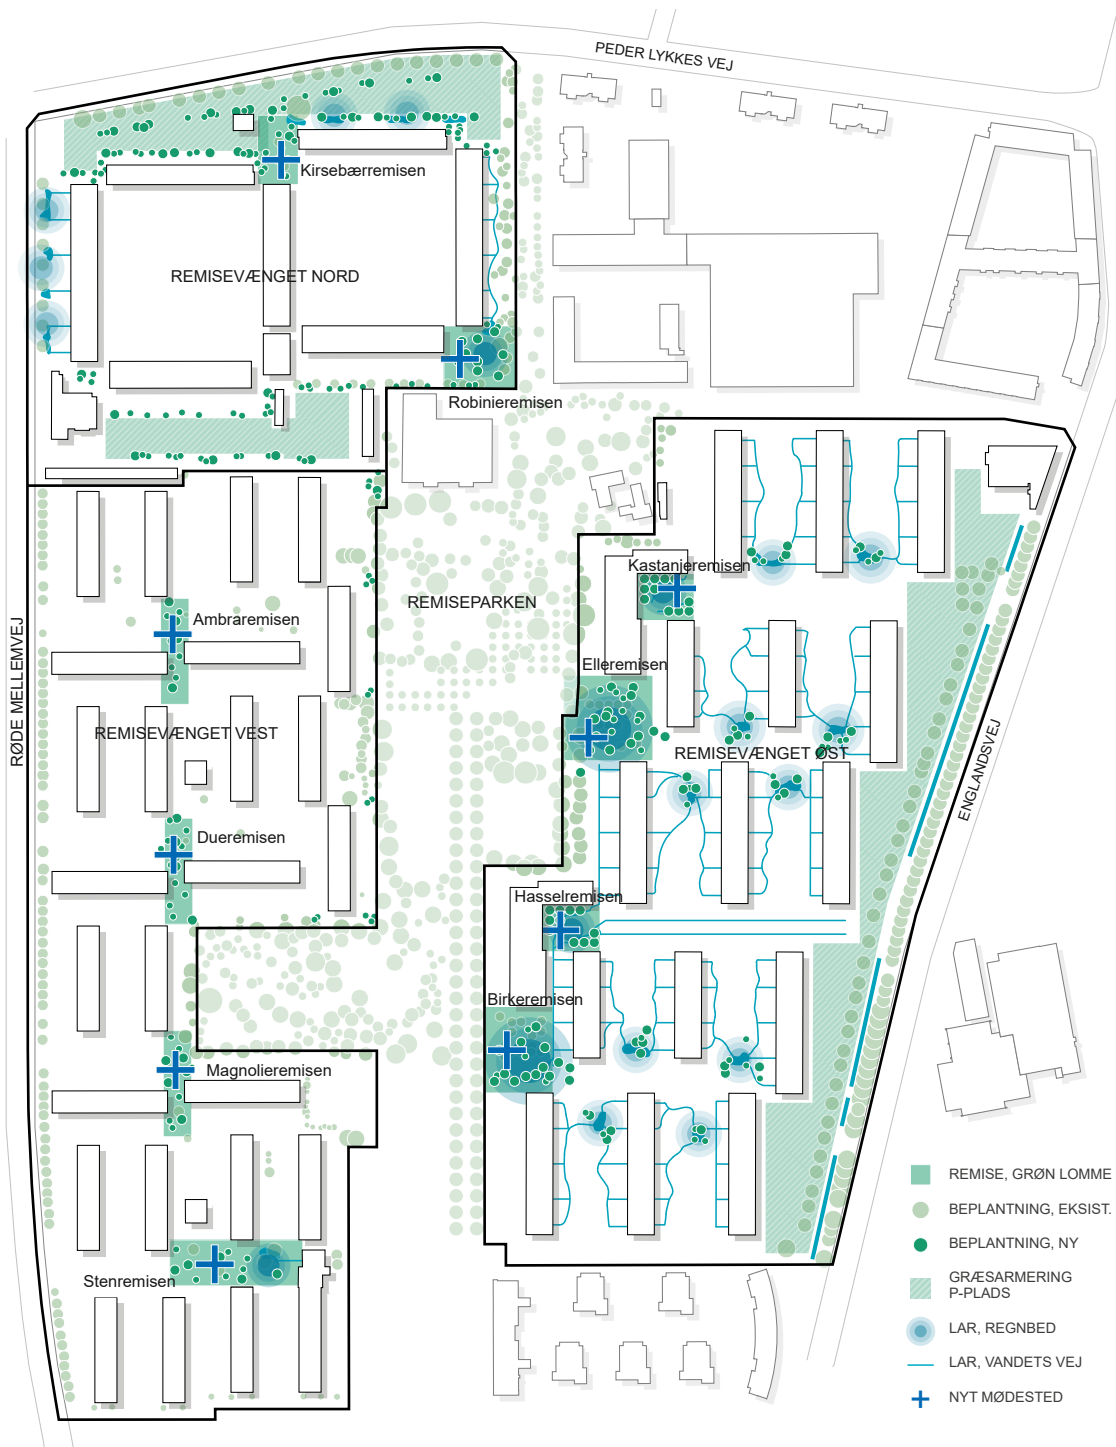 PEDER LYKKES VEJ
Kirsebærremisen
REMISEVÆNGET NORD
Robinieremisen
Kastanjeremisen
REMISEPARKEN
Ambraremisen
RØDE MELLEMVEJ
Elleremisen
REMISEVÆNGET VEST
REMISEVÆNGET ØST
ENGLANDSVEJ
Dueremisen
Hasselremisen
Birkeremisen
Magnolieremisen
Stenremisen
REMISE, GRØN LOMME
BEPLANTNING, EKSIST.
BEPLANTNING, NY
GRÆSARMERING
P-PLADS
LAR, REGNBED
LAR, VANDETS VEJ
NYT MØDESTED